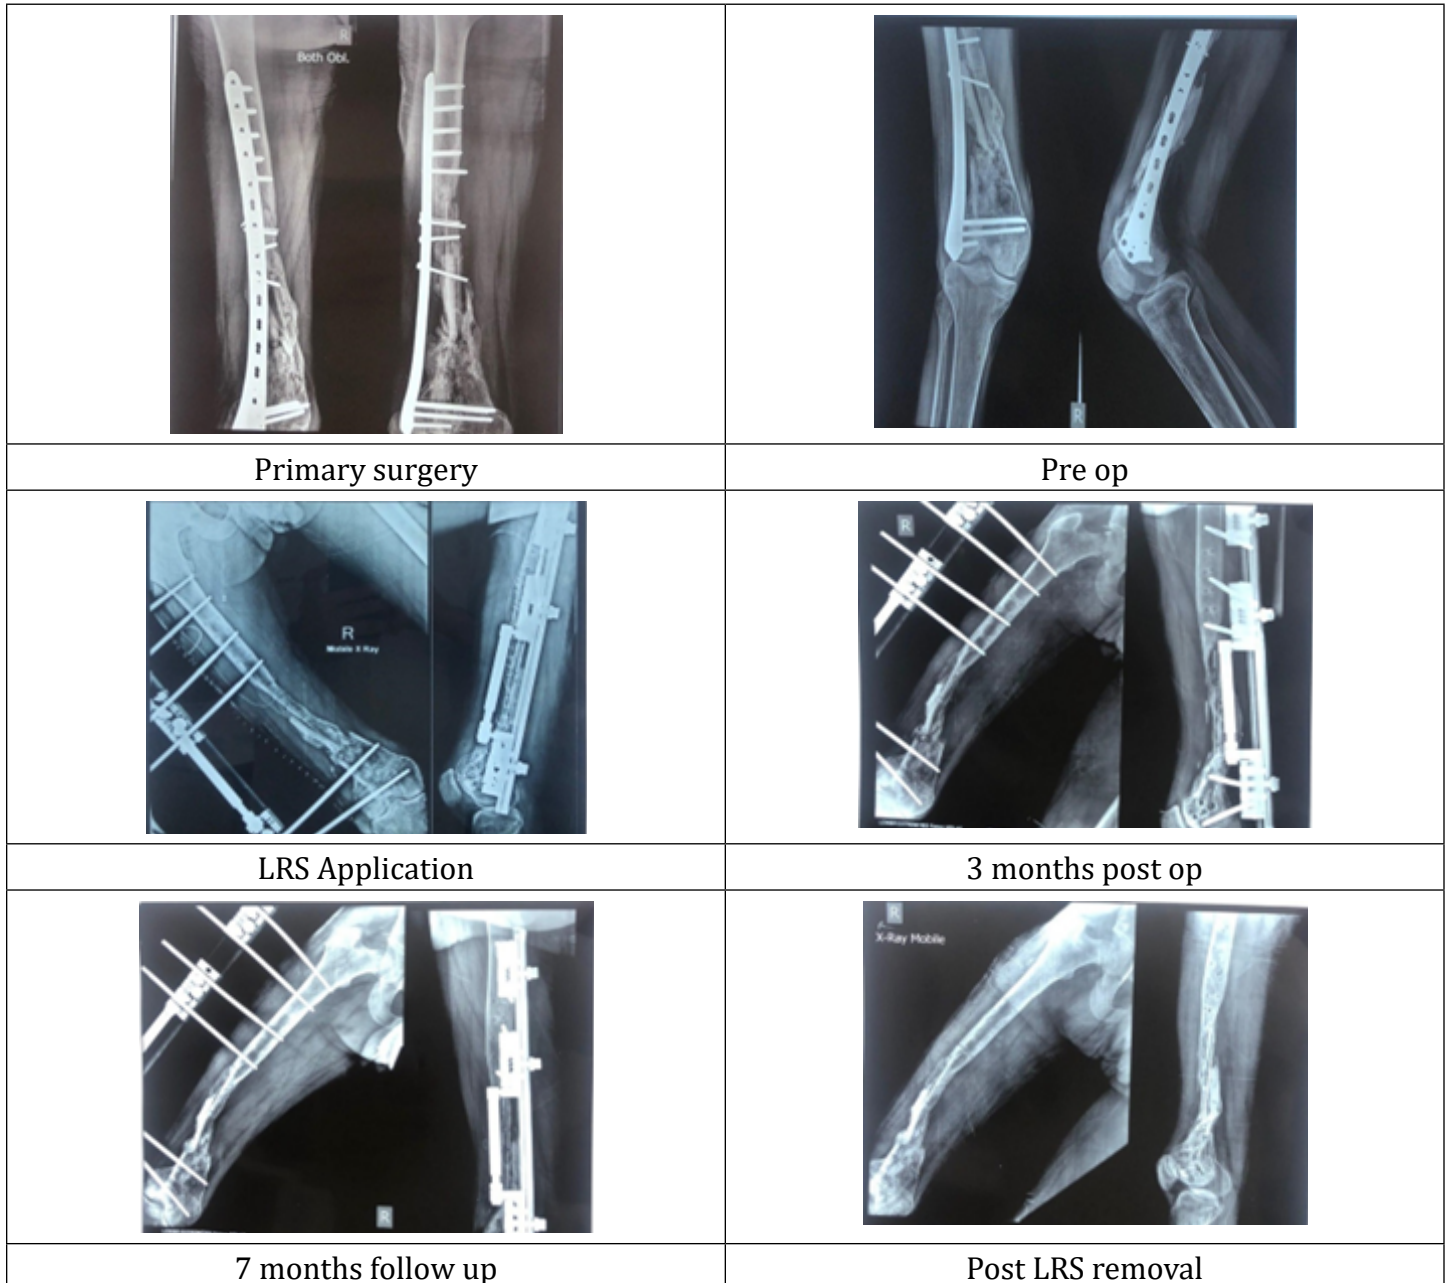 R
Both Obl.
R
Primary surgery
Pre op
R
Mobile X Ray
R
LRS Application
3 months post op
R
R
X-Ray Mobile
7 months follow up
Post LRS removal